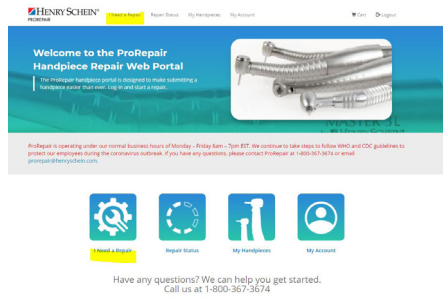 HENRY SCHEIN®
PROREPAIR
I Need a Repair Repair Status My Handpieces My Account Cart Logout
Welcome to the ProRepair
Handpiece Repair Web Portal
The ProRepair handpiece portal is designed to make submitting a
handpiece easier than ever. Log-in and start a repair.
MASTER SL
HENRY SCHEIN
ProRepair is operating under our normal business hours of Monday - Friday 8am - 7pm EST. We continue to take steps to follow WHO and CDC guidelines to
protect our employees during the coronavirus outbreak. If you have any questions, please contact ProRepair at 1-800-367-3674 or email
prorepair@henryschein.com.
I Need a Repair Repair Status My Handpieces My Account
Have any questions? We can help you get started.
Call us at 1-800-367-3674